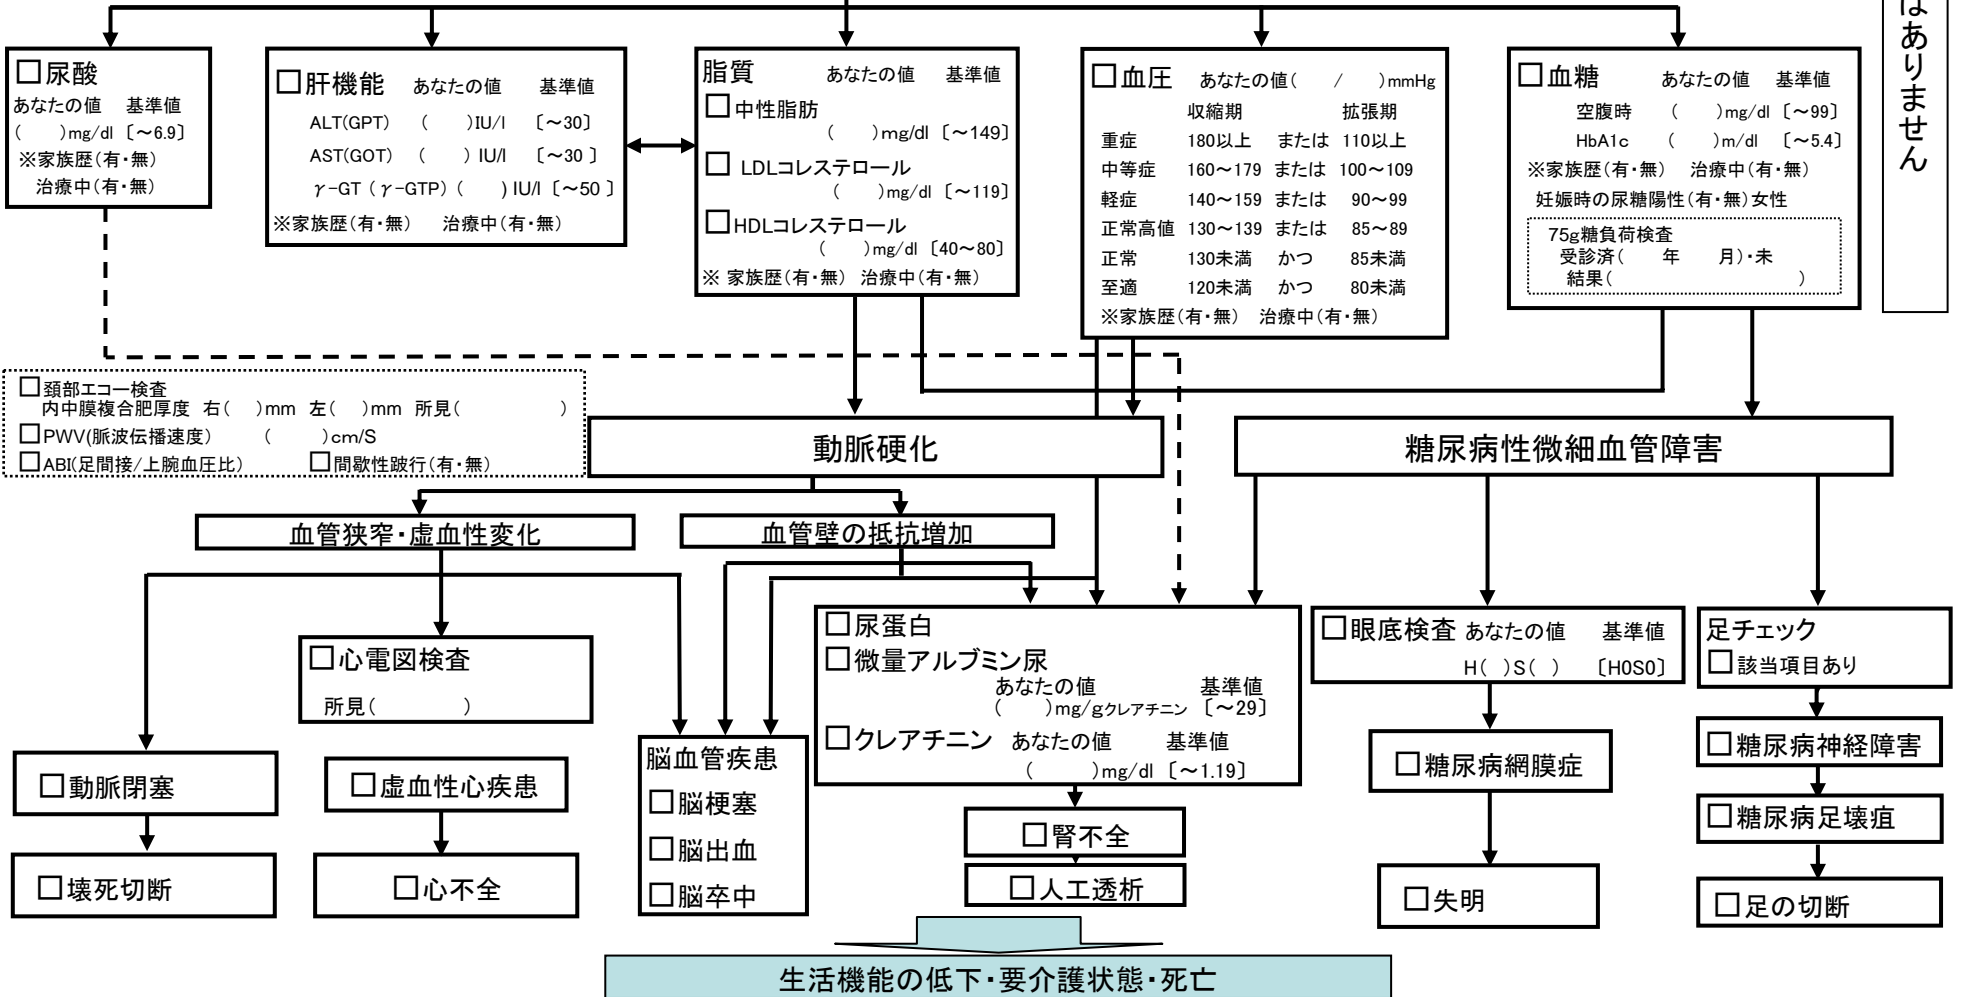 はありません
□尿酸
あなたの値 基準値
( )mg/dl〔～6.9〕
※家族歴(有・無)
治療中(有・無)
□肝機能 あなたの値 基準値
ALT(GPT) ( )IU/l 〔～30〕
AST(GOT) ( ) IU/l 〔～30 〕
γ-GT (γ-GTP) ( ) IU/l〔～50 〕
※家族歴(有・無) 治療中(有・無)
脂質 あなたの値 基準値
□中性脂肪
( )mg/dl〔～149〕
□ LDLコレステロール
( )mg/dl〔～119〕
□HDLコレステロール
( )mg/dl〔40～80〕
※ 家族歴(有・無) 治療中(有・無)
□血圧 あなたの値( / )mmHg
収縮期 拡張期
重症 180以上 または 110以上
中等症 160～179 または 100～109
軽症 140～159 または 90～99
正常高値 130～139 または 85～89
正常 130未満 かつ 85未満
至適 120未満 かつ 80未満
※家族歴(有・無) 治療中(有・無)
□血糖 あなたの値 基準値
空腹時 ( )mg/dl〔～99〕
HbA1c ( )m/dl 〔～5.4〕
※家族歴(有・無) 治療中(有・無)
妊娠時の尿糖陽性(有・無)女性
75g糖負荷検査
受診済( 年 月)・未
結果( )
□頚部エコー検査
内中膜複合肥厚度 右( )mm 左( )mm 所見( )
□PWV(脈波伝播速度) ( )cm/S
□ABI(足間接/上腕血圧比) □間歇性跛行(有・無)
動脈硬化
糖尿病性微細血管障害
血管狭窄・虚血性変化
血管壁の抵抗増加
□心電図検査
所見( )
□尿蛋白
□微量アルブミン尿
あなたの値 基準値
( )mg/gクレアチニン 〔～29〕
□クレアチニン あなたの値 基準値
( )mg/dl〔～1.19〕
□眼底検査 あなたの値 基準値
H( )S( ) 〔H0S0〕
足チェック
□該当項目あり
□動脈閉塞
□虚血性心疾患
脳血管疾患
□脳梗塞
□脳出血
□脳卒中
□糖尿病網膜症
□糖尿病神経障害
□糖尿病足壊疽
□腎不全
□人工透析
□壊死切断
□心不全
□失明
□足の切断
生活機能の低下・要介護状態・死亡